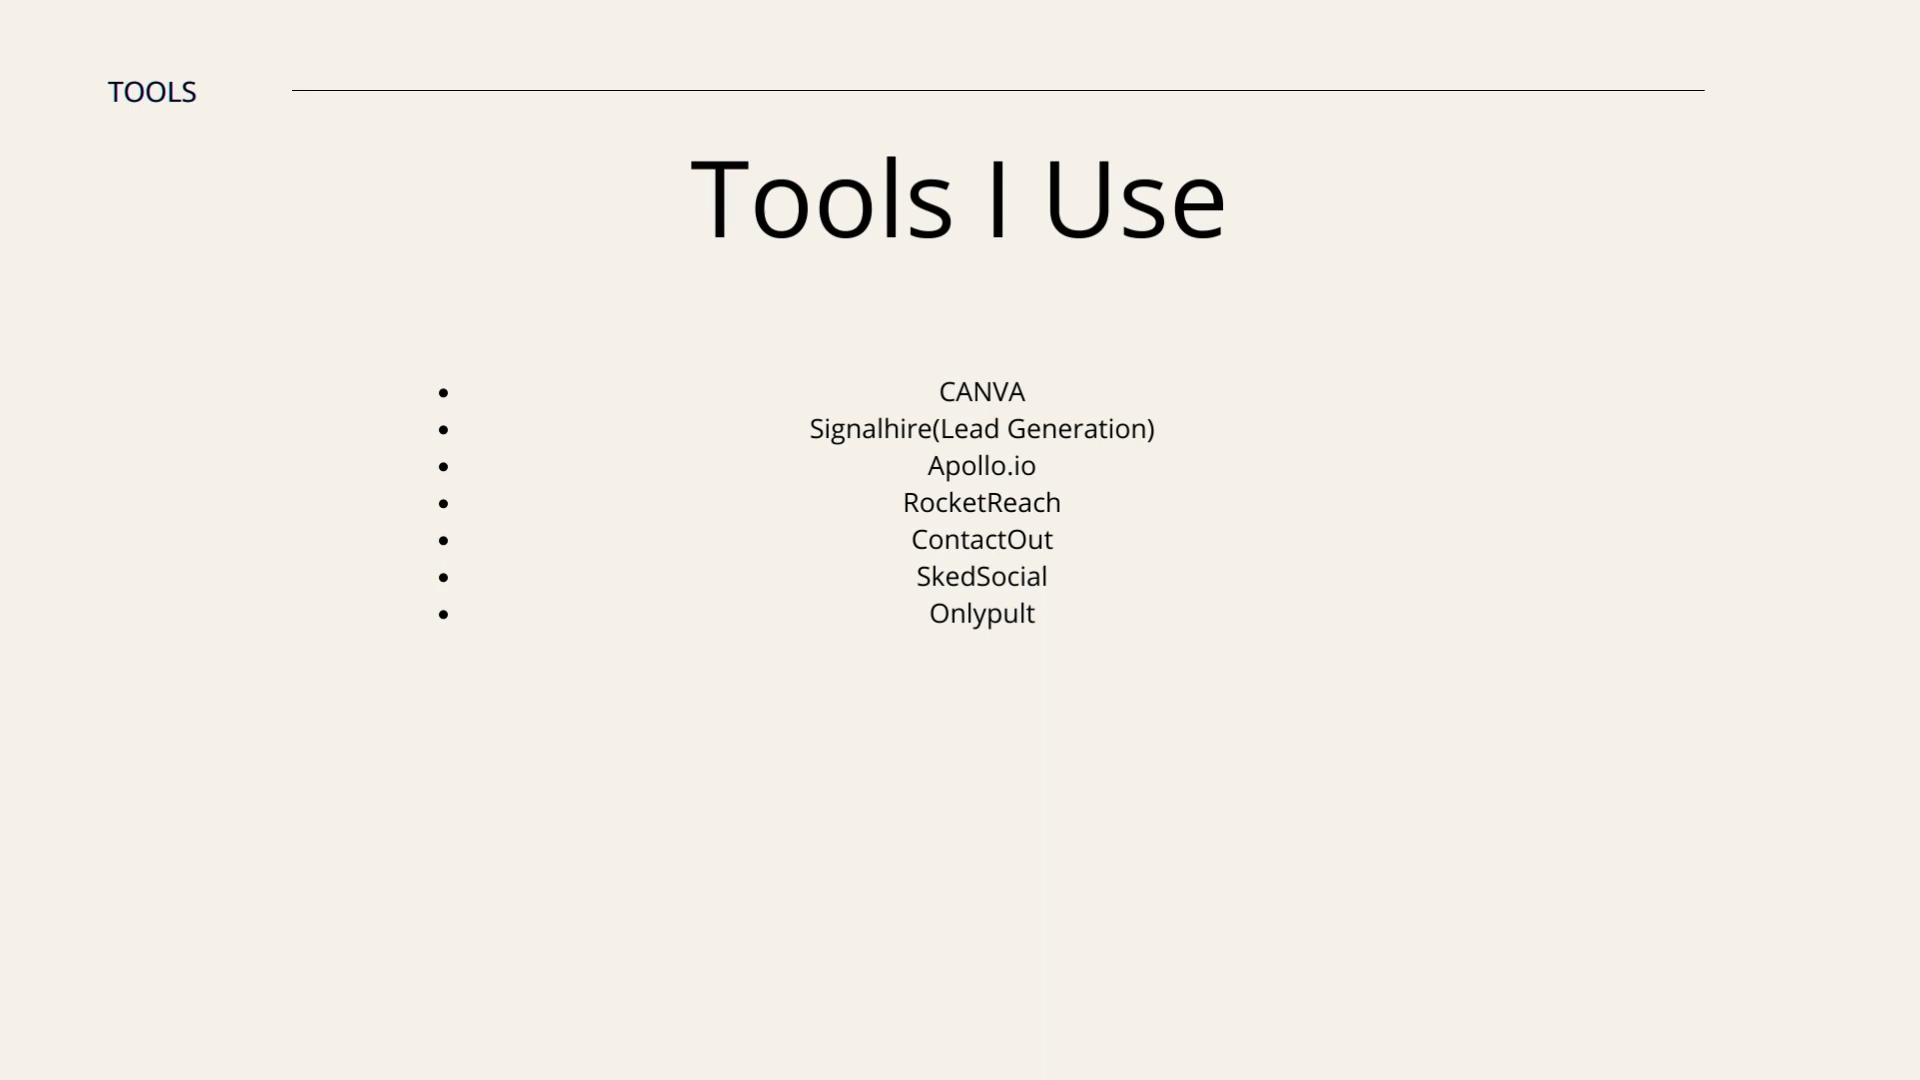 TOOLS
Tools I Use
• CANVA
• Signalhire(Lead Generation)
• Apollo.io
• RocketReach
• ContactOut
• SkedSocial
• Onlypult